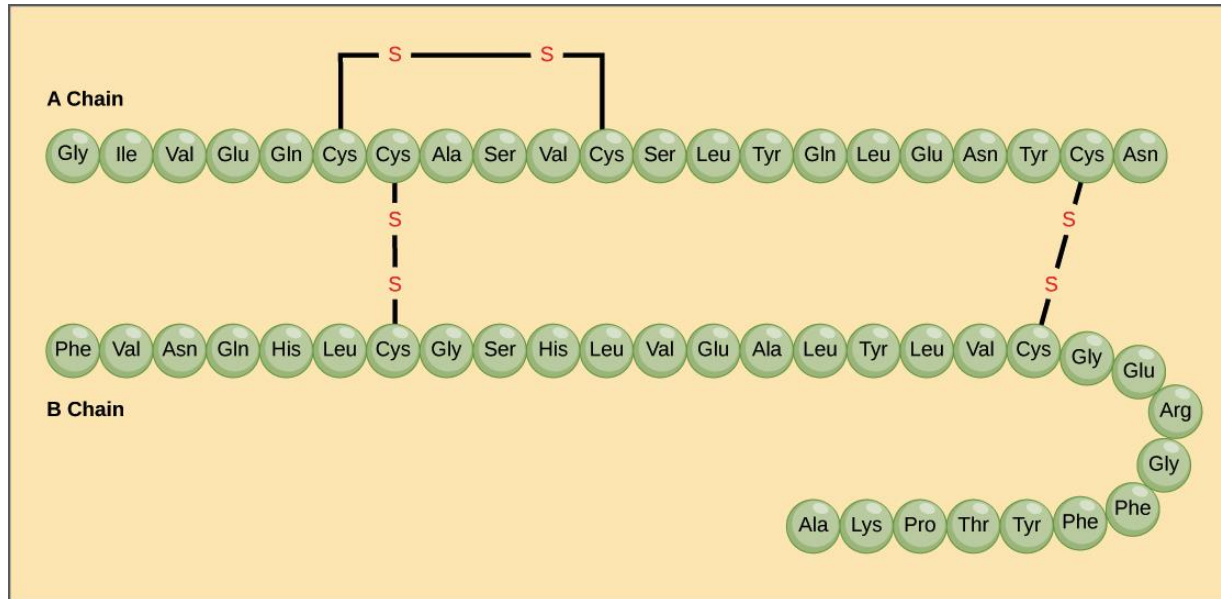 S S
A Chain
Gly Ile Val Glu Gln Cys Cys Ala Ser Val Cys Ser Leu Tyr Gln Leu Glu Asn Tyr Cys Asn
S S
S S
Phe Val Asn Gln His Leu Cys Gly Ser His Leu Val Glu Ala Leu Tyr Leu Val Cys Gly Glu
B Chain
Arg
Gly
Ala Lys Pro Thr Tyr Phe Phe